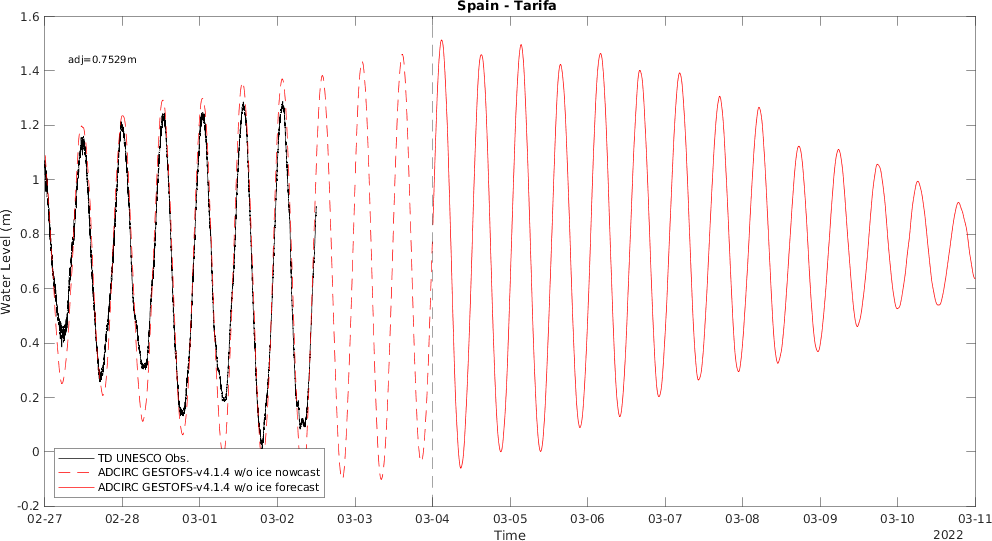 Spain - Tarifa
adj=0.7529m
Water Level (m)
1.6
1.4
1.2
1
0.8
0.6
0.4
0.2
0
-0.2
TD UNESCO Obs.
ADCIRC GESTOFS-v4.1.4 w/o ice nowcast
ADCIRC GESTOFS-v4.1.4 w/o ice forecast
02-27 02-28 03-01 03-02 03-03 03-04 03-05 03-06 03-07 03-08 03-09 03-10 03-11
Time
2022